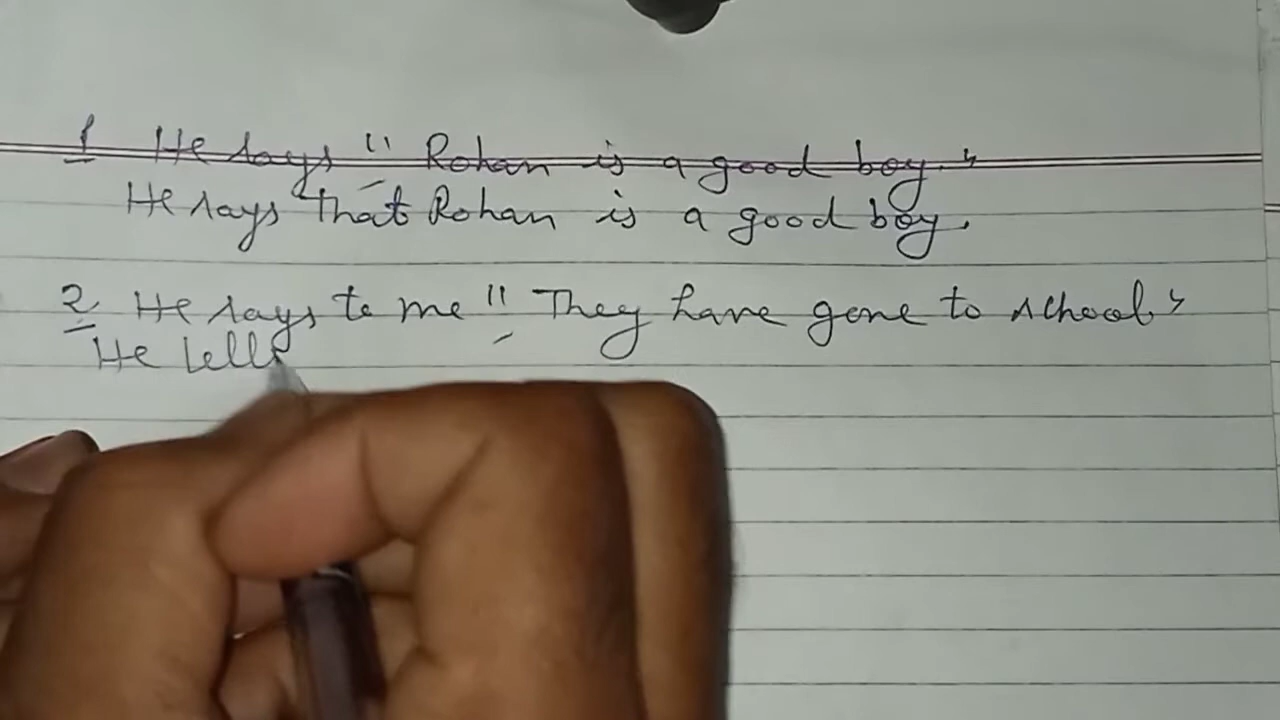 1 He says " Rohan is a good boy."
He says that Rohan is a good boy.
2 He says to me " They have gone to school"
He tells